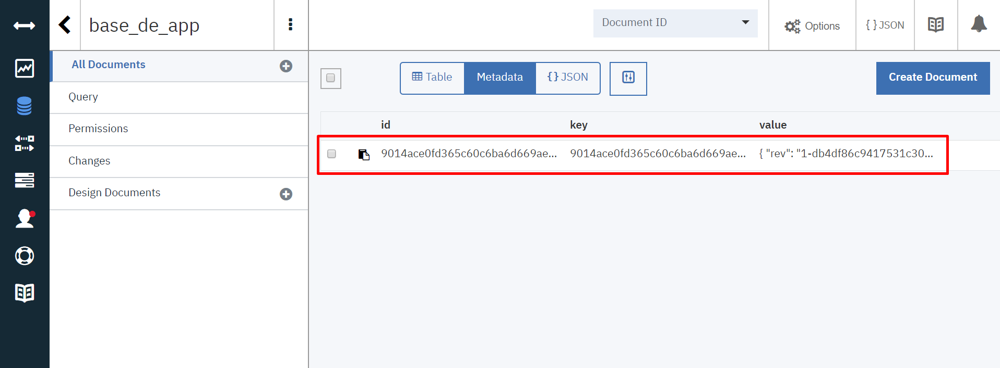 base_de_app
Document ID
Options
{ } JSON
All Documents
Query
Permissions
Changes
Design Documents
Table
Metadata
{ } JSON
Create Document
id key value
9014ace0fd365c60c6ba6d669ae... 9014ace0fd365c60c6ba6d669ae... { "rev": "1-db4df86c9417531c30...